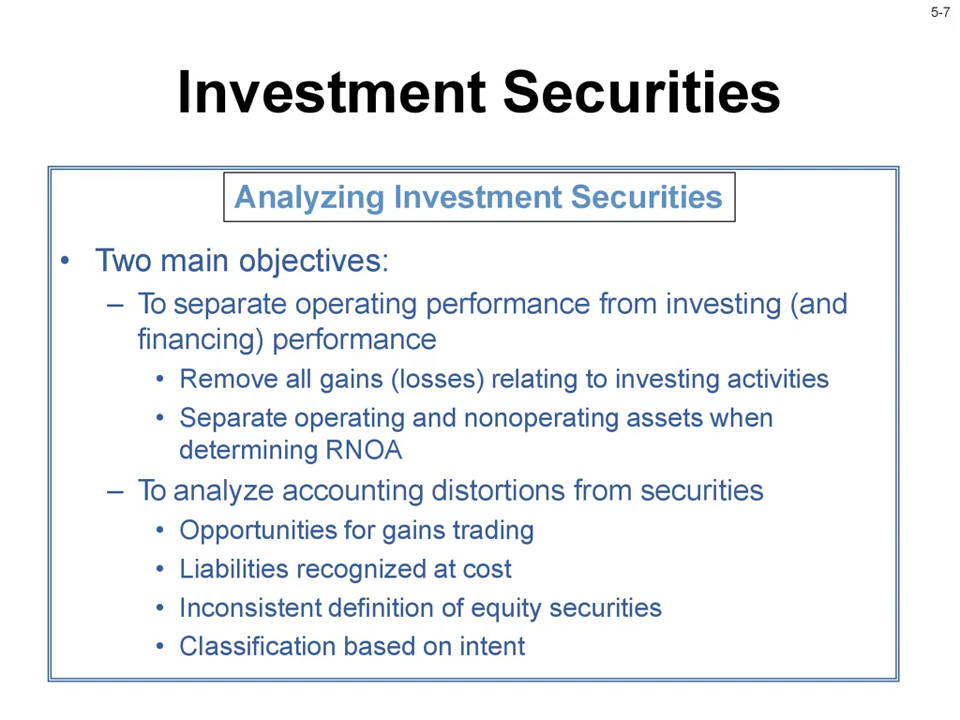 5-7
Investment Securities
Analyzing Investment Securities
• Two main objectives:
– To separate operating performance from investing (and
financing) performance
• Remove all gains (losses) relating to investing activities
• Separate operating and nonoperating assets when
determining RNOA
– To analyze accounting distortions from securities
• Opportunities for gains trading
• Liabilities recognized at cost
• Inconsistent definition of equity securities
• Classification based on intent